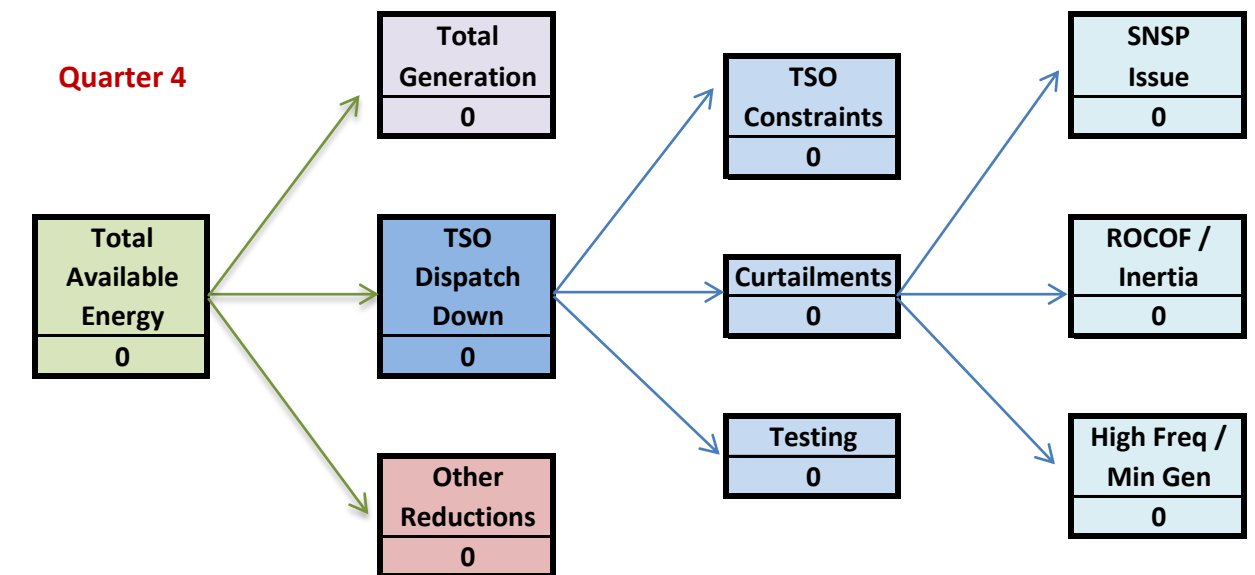 Quarter 4
Total
Available
Energy
0
Total
Generation
0
TSO
Dispatch
Down
0
Other
Reductions
0
TSO
Constraints
0
Curtailments
0
Testing
0
SNSP
Issue
0
ROCOF /
Inertia
0
High Freq /
Min Gen
0